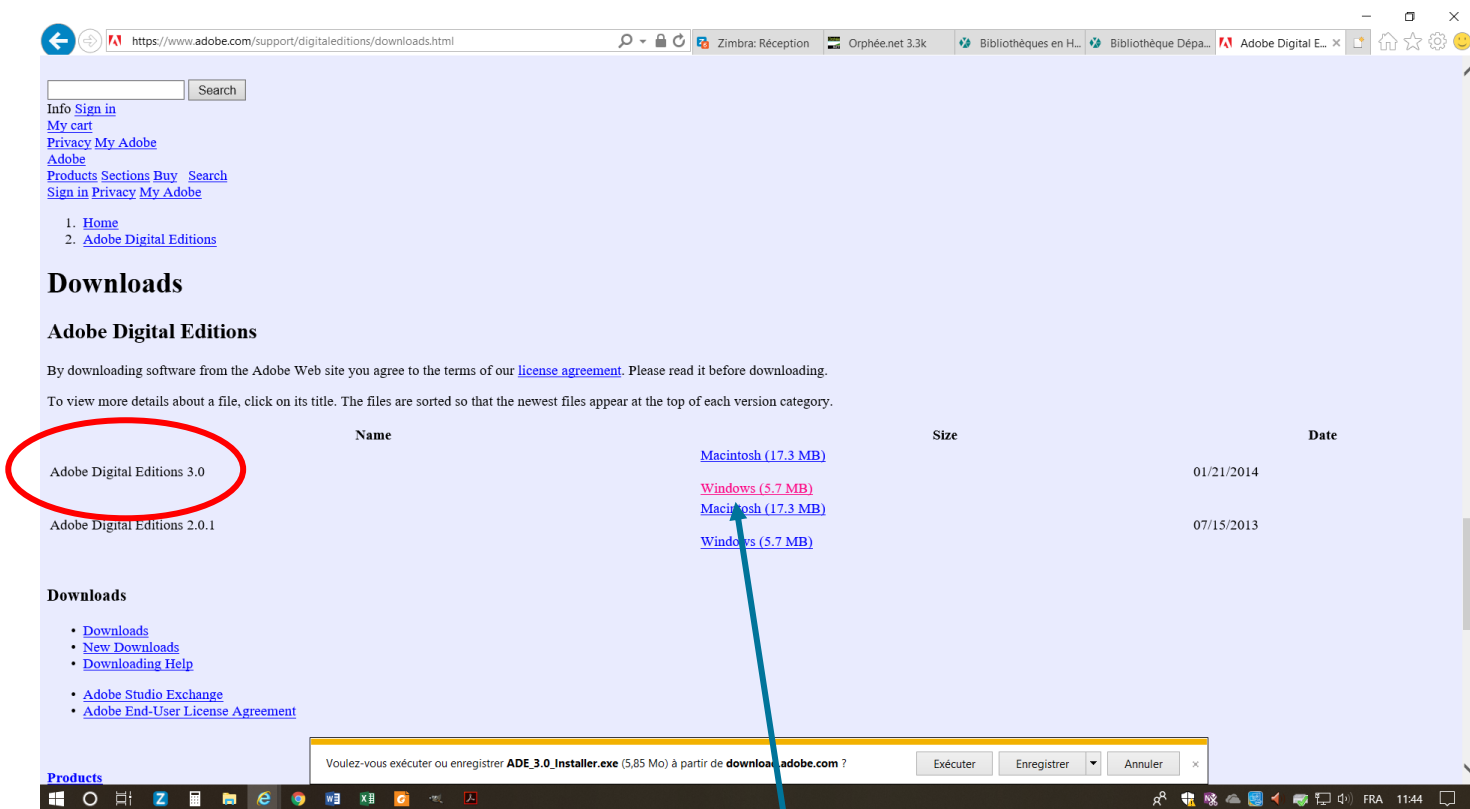 https://www.adobe.com/support/digitaleditions/downloads.html
Zimbra: Réception
Orphée.net 3.3k
Bibliothèques en H...
Bibliothèque Dépa...
Adobe Digital E...
Search
Info Sign in
My cart
Privacy My Adobe
Adobe
Products Sections Buy Search
Sign in Privacy My Adobe
1. Home
2. Adobe Digital Editions
Downloads
Adobe Digital Editions
By downloading software from the Adobe Web site you agree to the terms of our license agreement. Please read it before downloading.
To view more details about a file, click on its title. The files are sorted so that the newest files appear at the top of each version category.
Name Size Date
Macintosh (17.3 MB)
Adobe Digital Editions 3.0 01/21/2014
Windows (5.7 MB)
Macintosh (17.3 MB)
Adobe Digital Editions 2.0.1 07/15/2013
Windows (5.7 MB)
Downloads
• Downloads
• New Downloads
• Downloading Help
• Adobe Studio Exchange
• Adobe End-User License Agreement
Voulez-vous exécuter ou enregistrer ADE_3.0_Installer.exe (5,85 Mo) à partir de download.adobe.com ?
Exécuter
Enregistrer
Annuler
Products
FRA 11:44